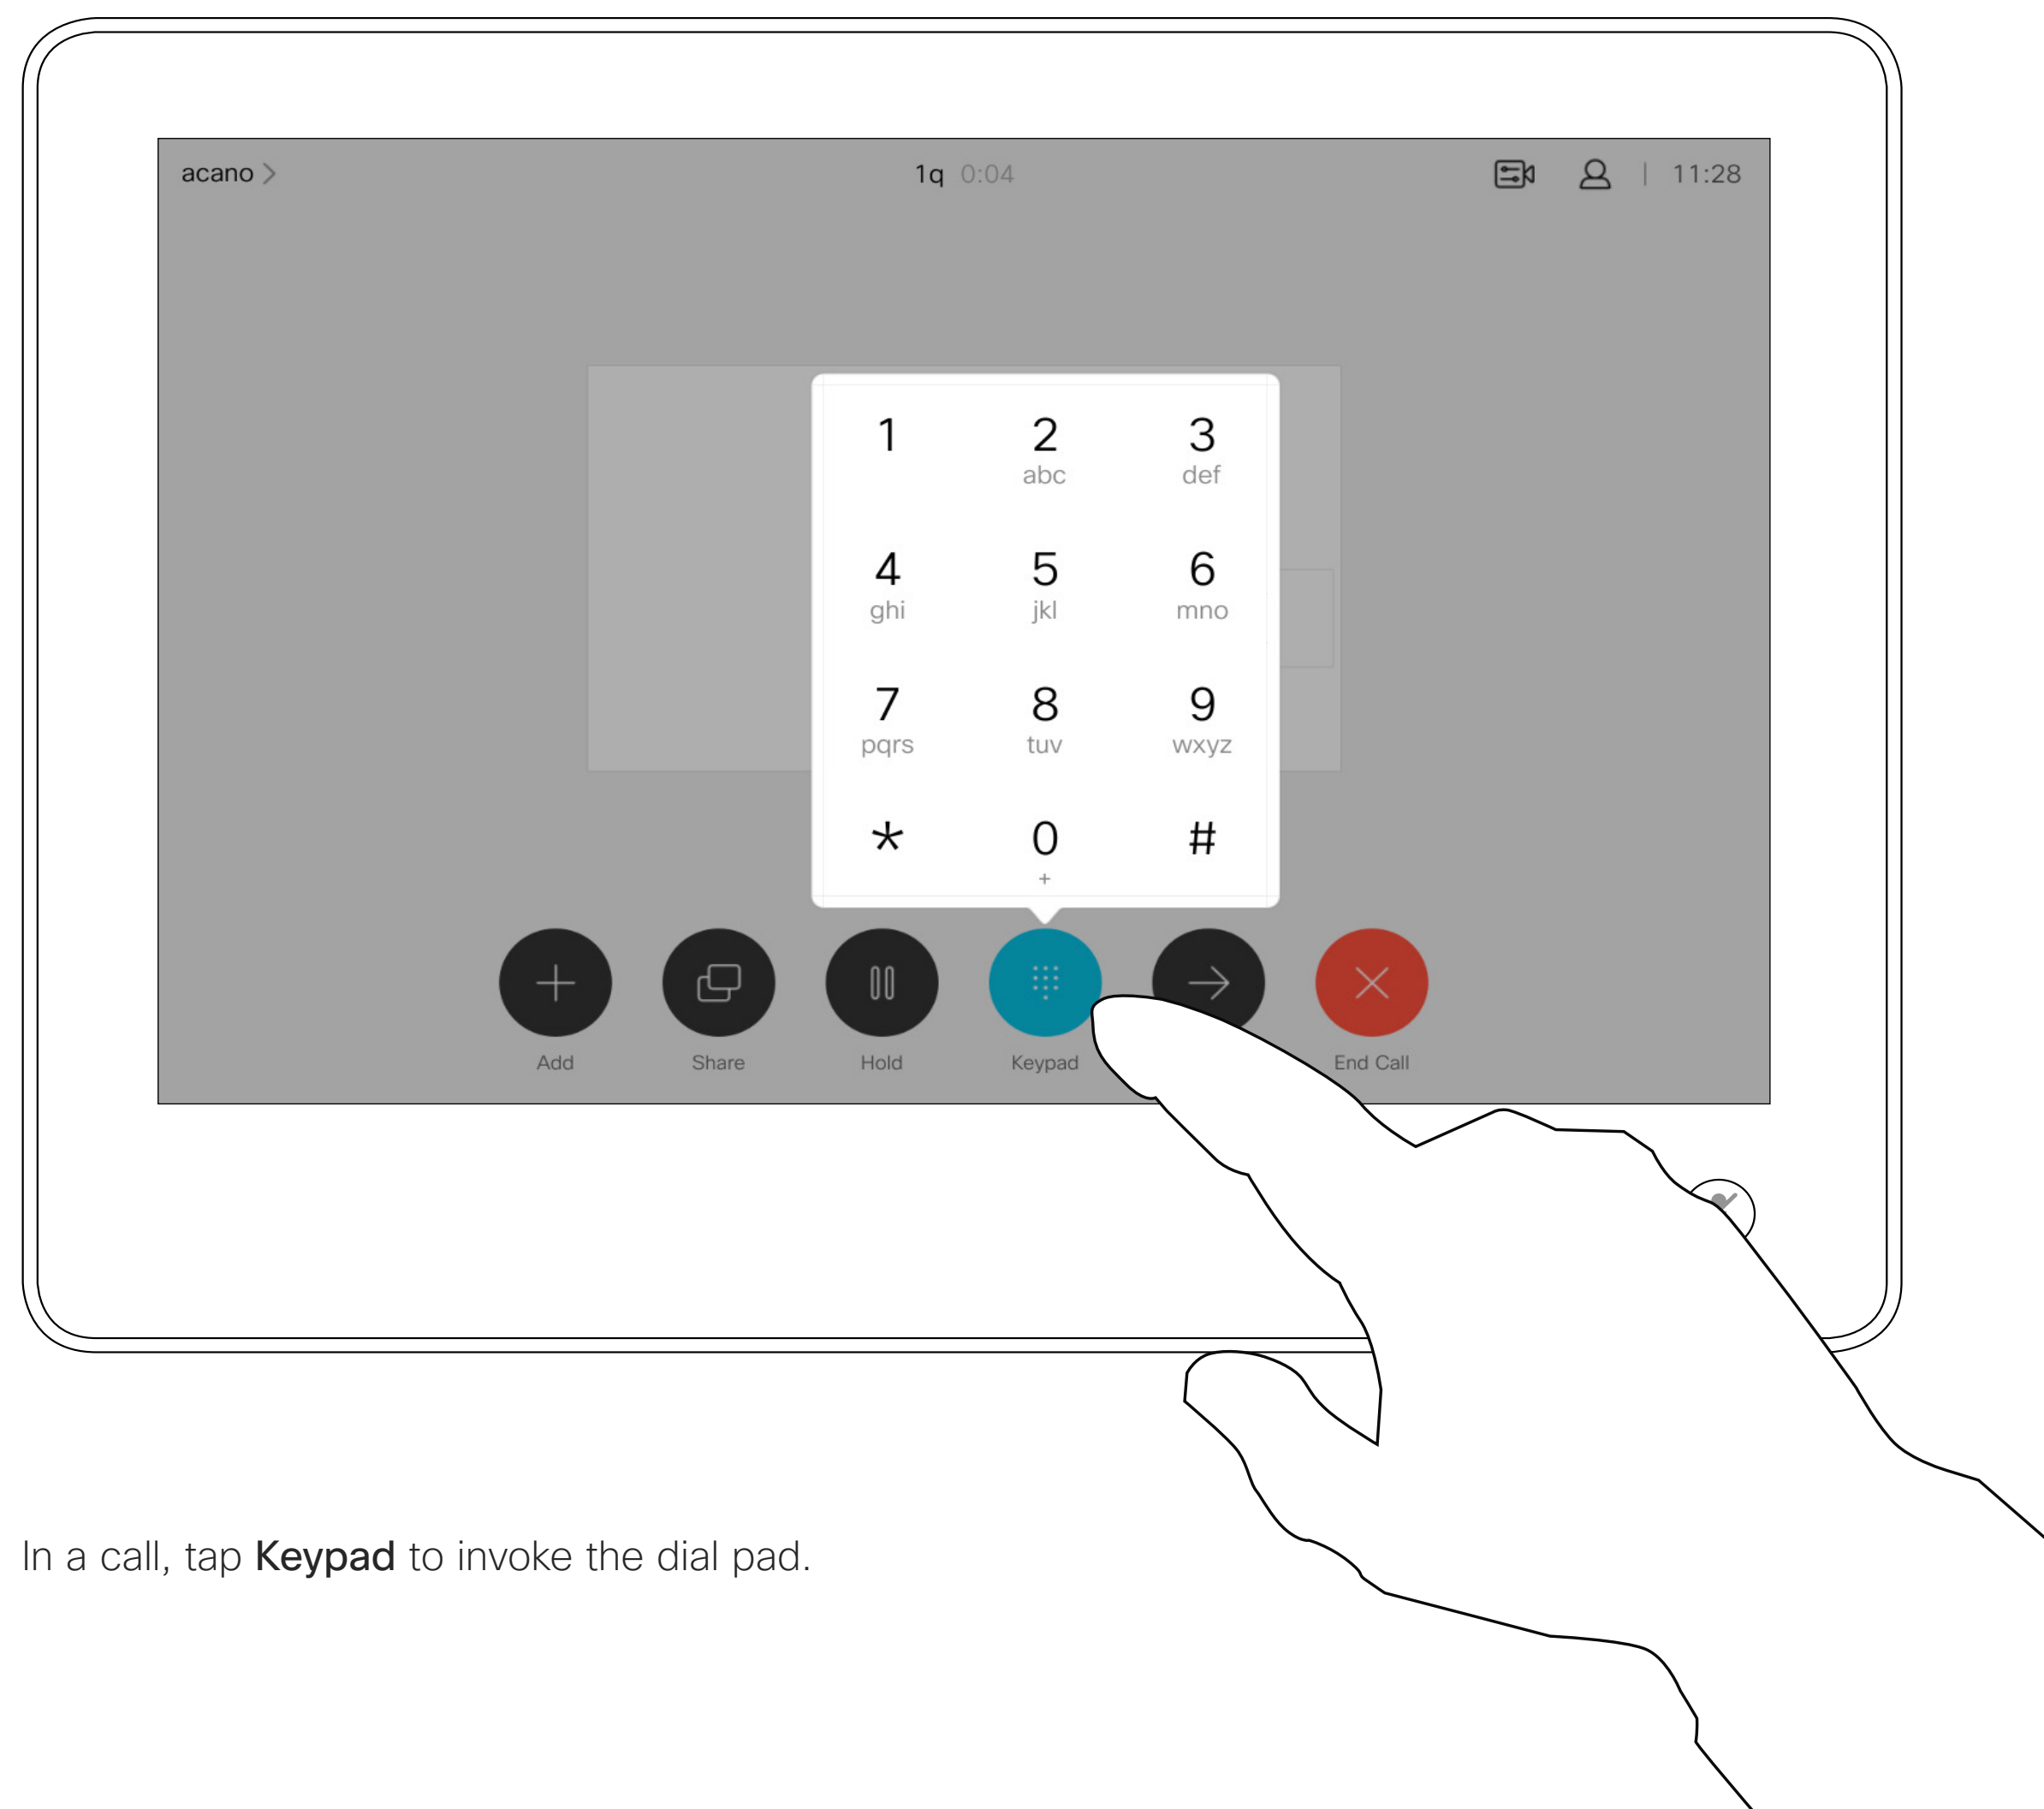 acano
1q 0:04
11:28
1 2 3
abc def
4 5 6
ghi jkl mno
7 8 9
pqrs tuv wxyz
* 0 #
+
Add Share Hold Keypad End Call
In a call, tap Keypad to invoke the dial pad.